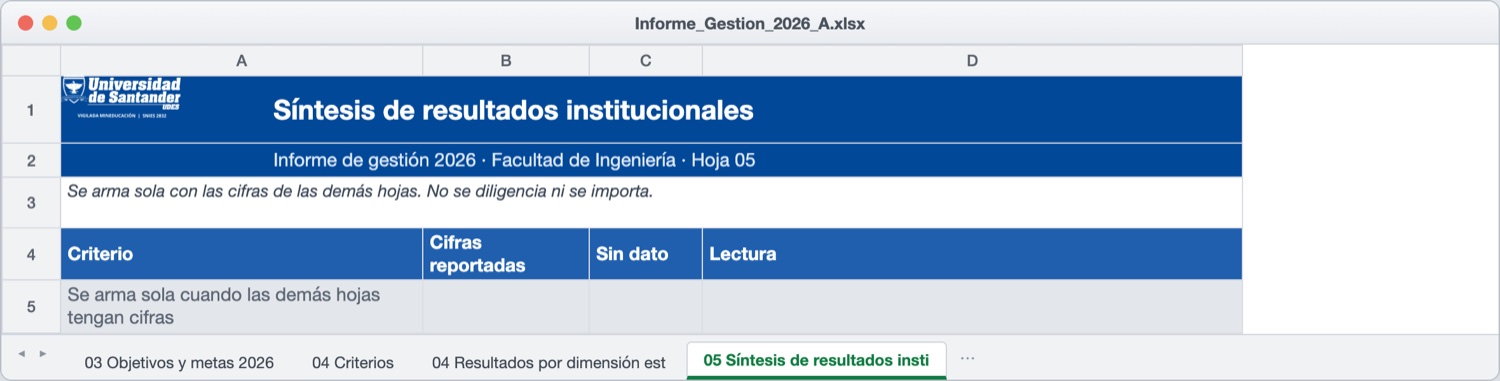 Informe_Gestion_2026_A.xlsx
A B C D
1
Universidad
de Santander
UDES
VIGILADA MINEDUCACIÓN | SNIES 2832
Síntesis de resultados institucionales
2
Informe de gestión 2026 · Facultad de Ingeniería · Hoja 05
3
Se arma sola con las cifras de las demás hojas. No se diligencia ni se importa.
4
Criterio
Cifras
reportadas
Sin dato
Lectura
5
Se arma sola cuando las demás hojas
tengan cifras
03 Objetivos y metas 2026
04 Criterios
04 Resultados por dimensión est
05 Síntesis de resultados insti
...